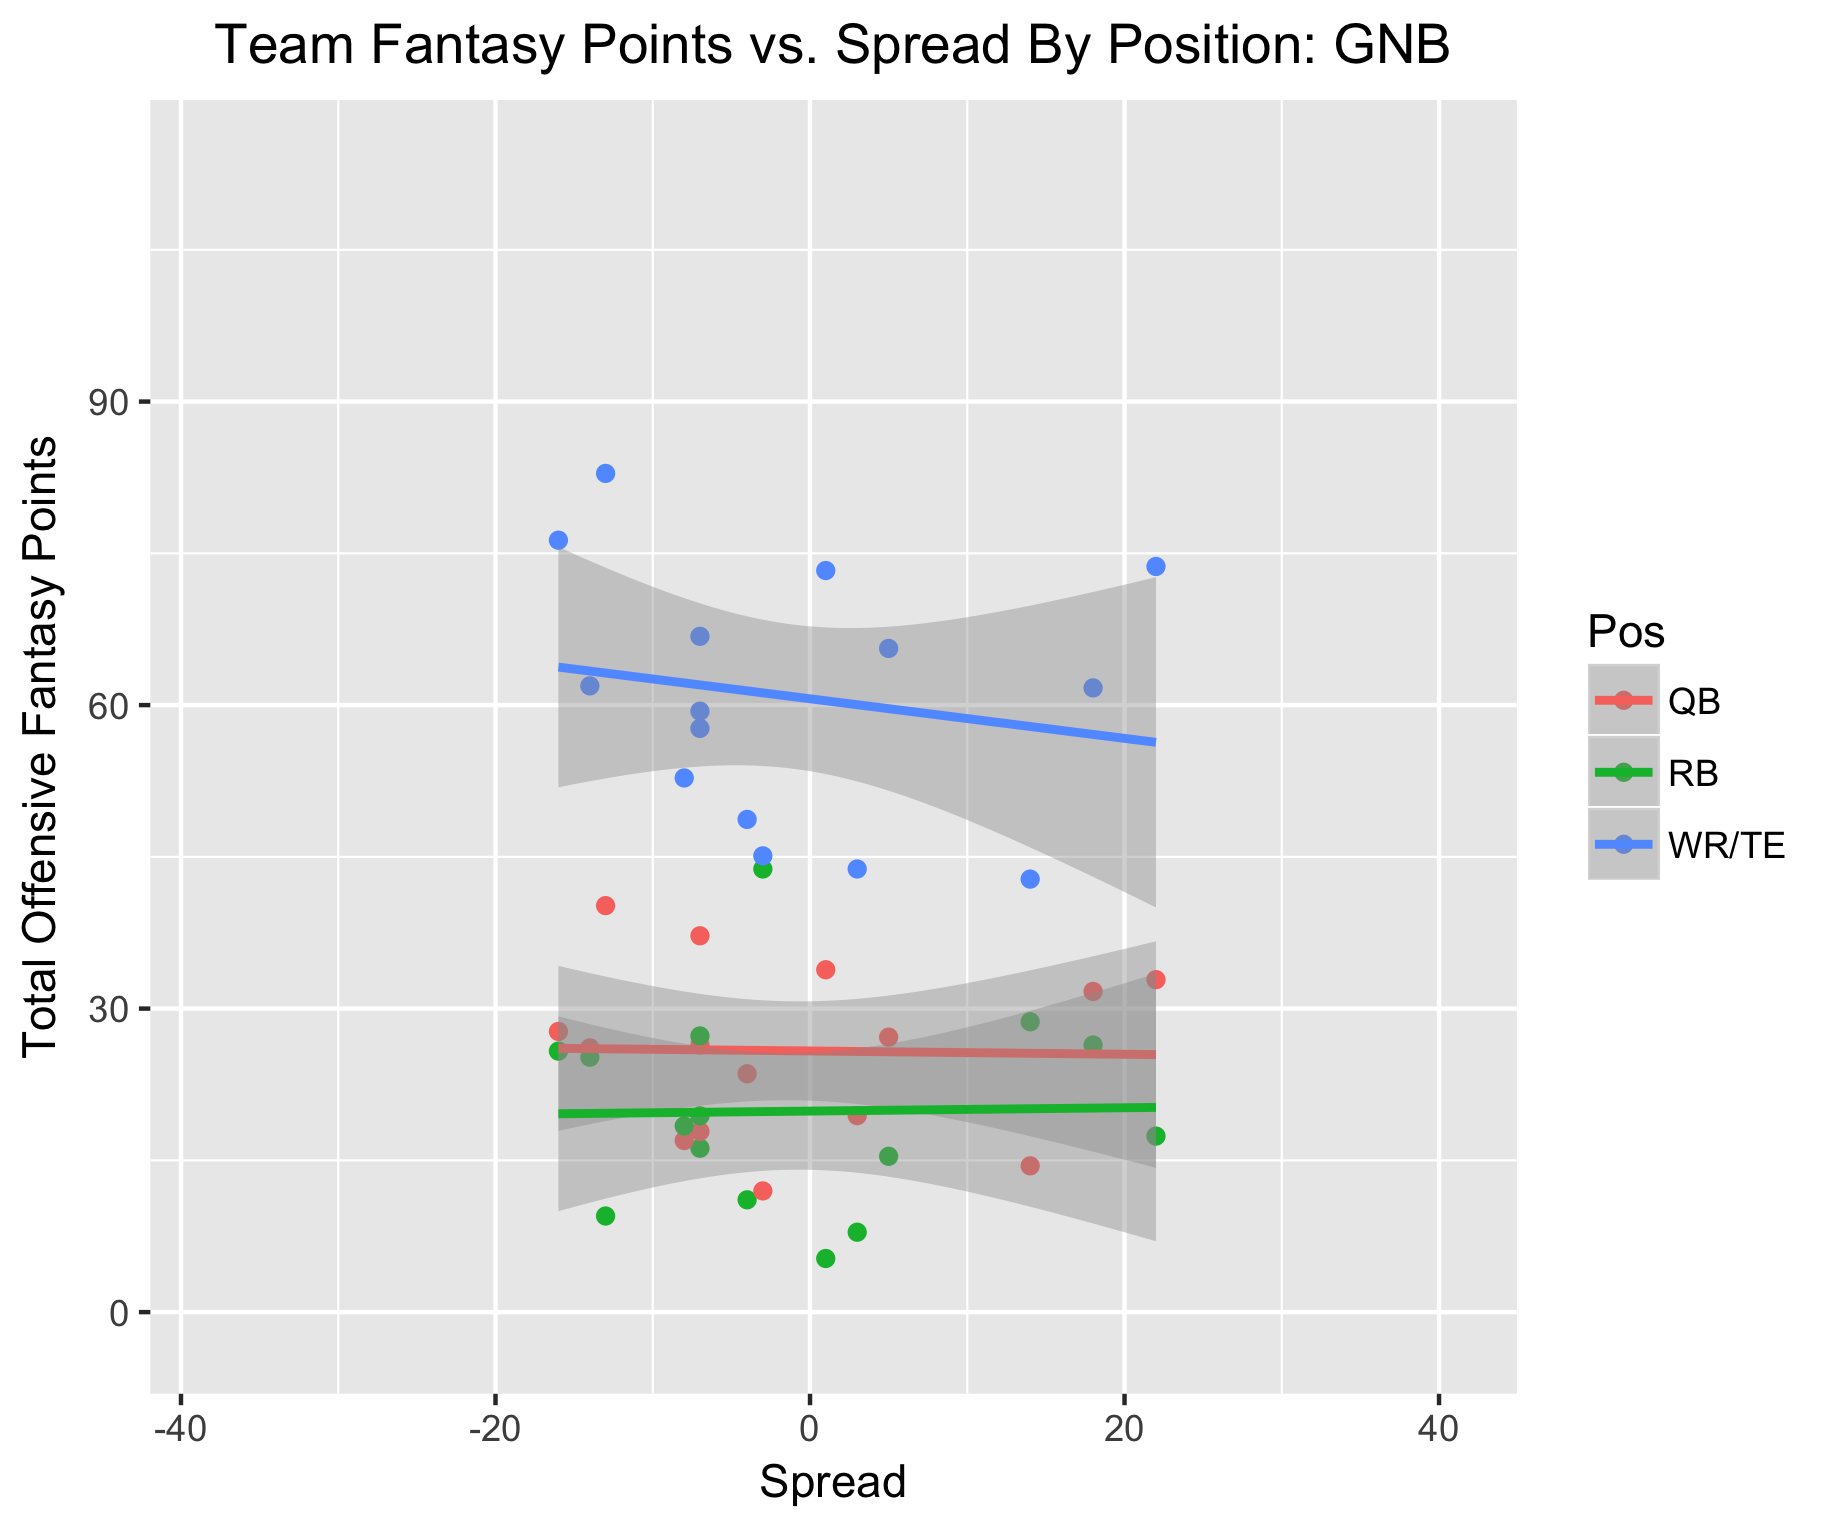 Team Fantasy Points vs. Spread By Position: GNB
Total Offensive Fantasy Points
90
60
30
0
-40
-20
0
20
40
Spread
Pos
QB
RB
WR/TE